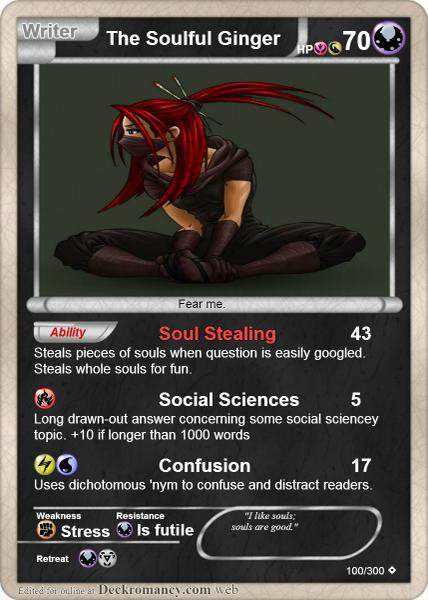 Writer
The Soulful Ginger
HP 70
Fear me.
Ability Soul Stealing 43
Steals pieces of souls when question is easily googled.
Steals whole souls for fun.
Social Sciences 5
Long drawn-out answer concerning some social sciencey
topic. +10 if longer than 1000 words
Confusion 17
Uses dichotomous 'nym to confuse and distract readers.
Weakness Resistance
Stress Is futile
"I like souls;
souls are good."
Retreat
100/300
Edited for online at Deckromancy.com web